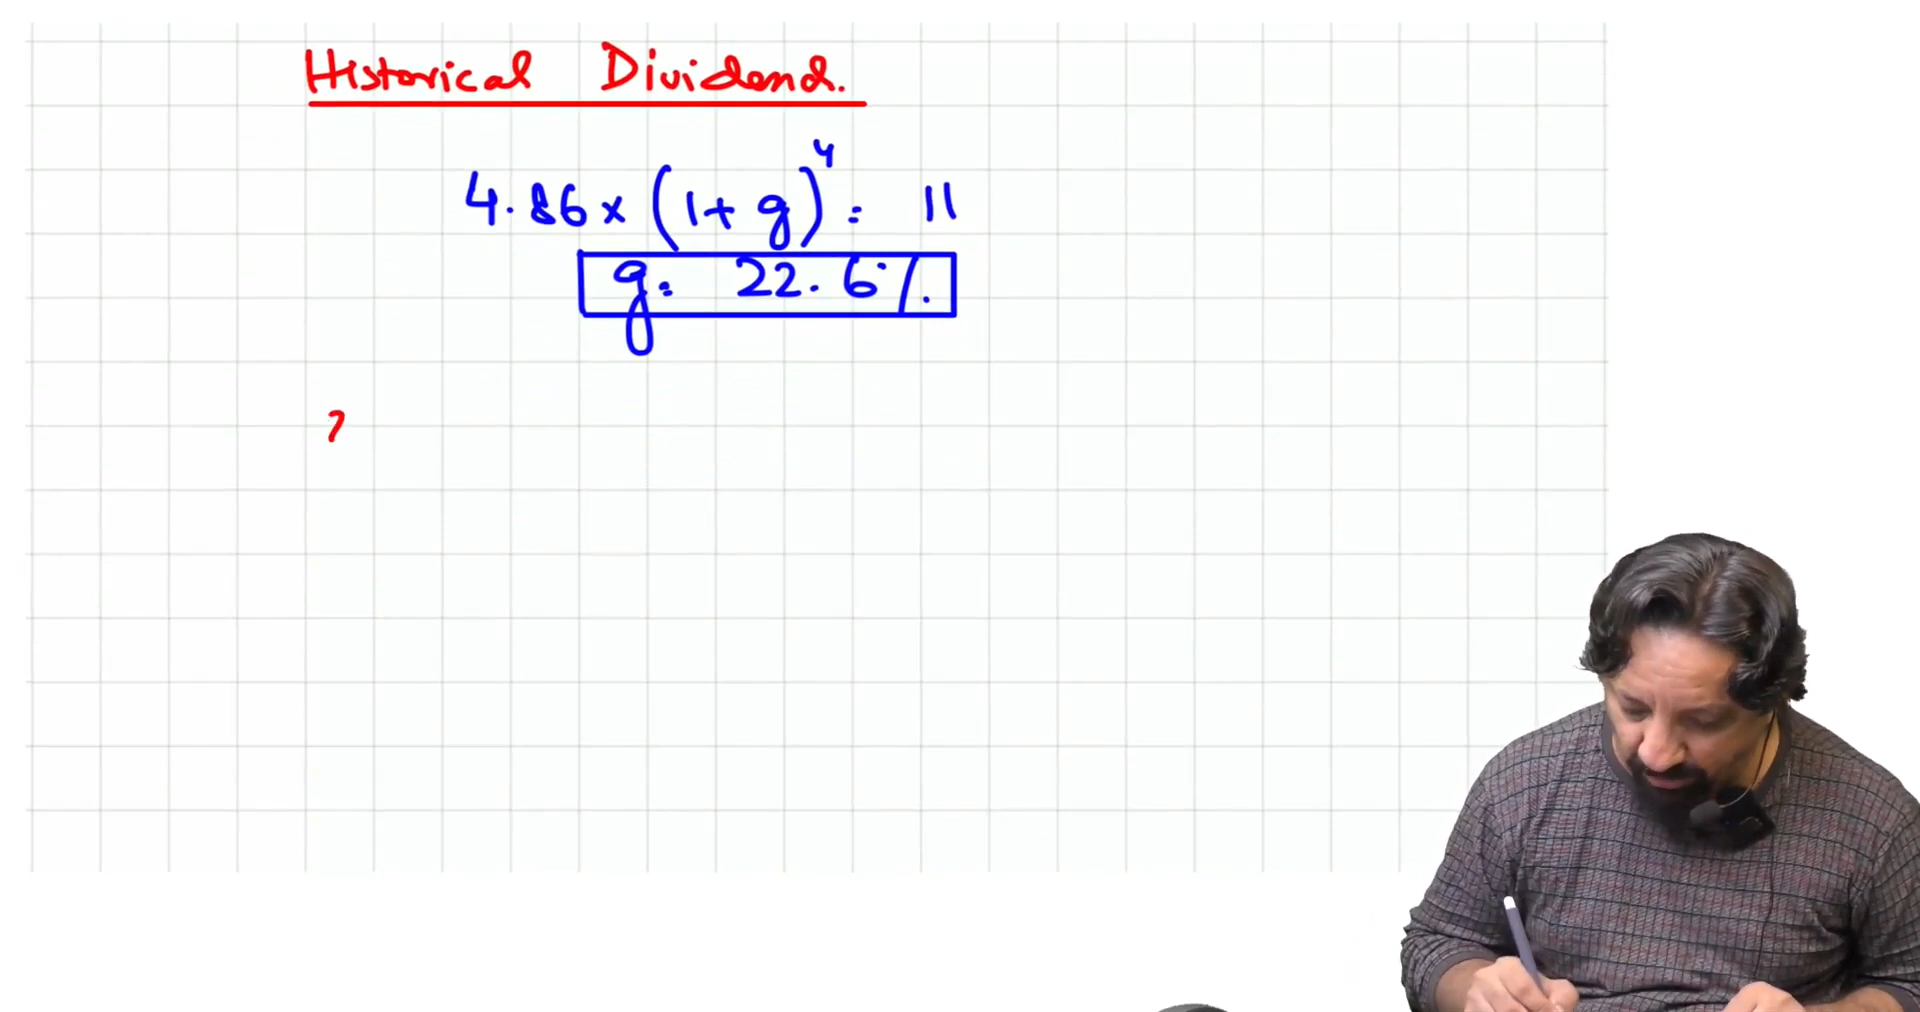 Historical Dividend.
4.86 × (1+g)^4 = 11
g = 22.6%